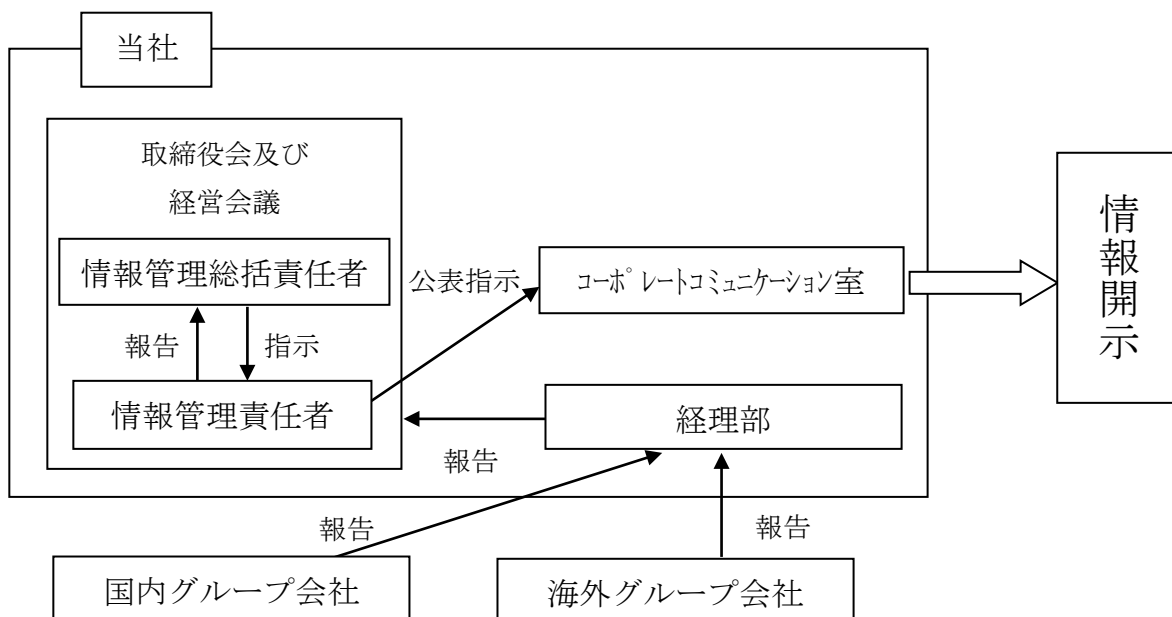 当社
取締役会及び
経営会議
情報管理総括責任者
報告
指示
情報管理責任者
公表指示
コーポレートコミュニケーション室
経理部
報告
情報開示
報告
報告
国内グループ会社
海外グループ会社